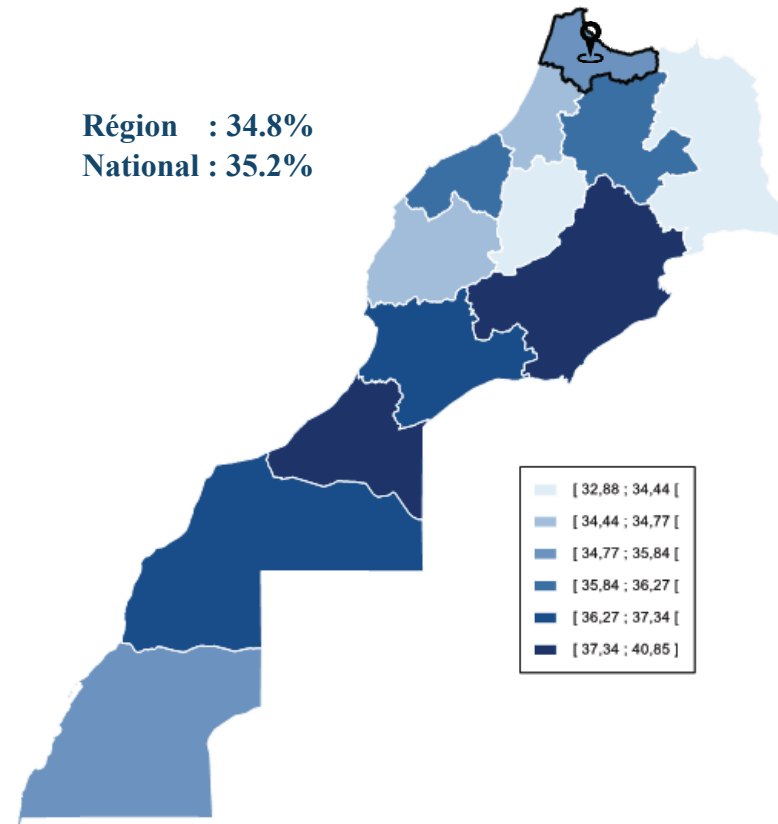 Région : 34.8%
National : 35.2%
[ 32,88 ; 34,44 [
[ 34,44 ; 34,77 [
[ 34,77 ; 35,84 [
[ 35,84 ; 36,27 [
[ 36,27 ; 37,34 [
[ 37,34 ; 40,85 ]